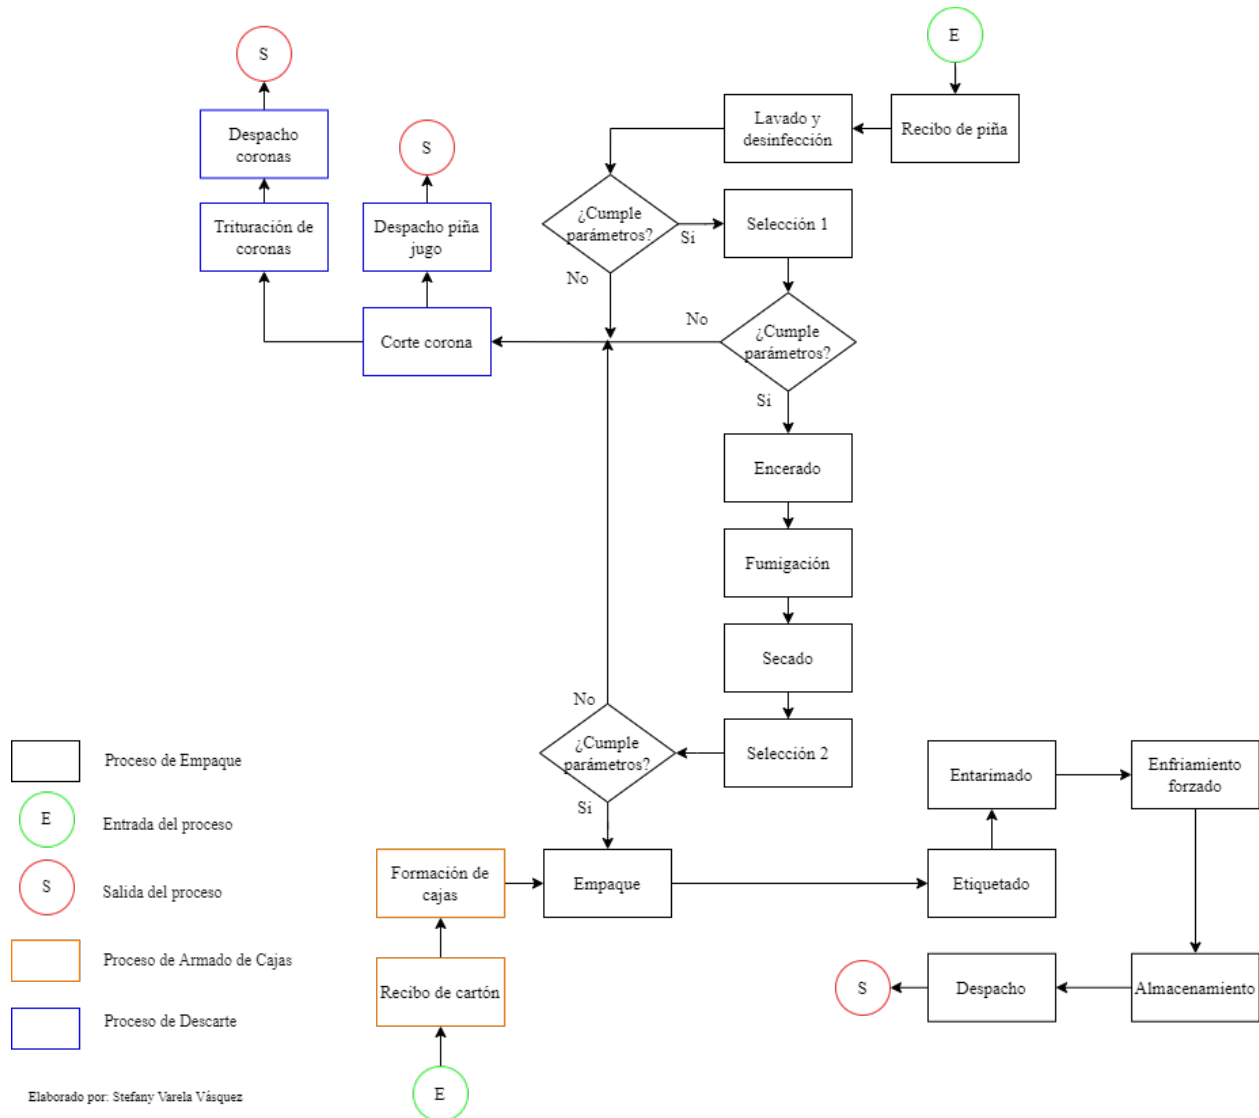 E
S
Recibo de piña
Lavado y
desinfección
Despacho
coronas
S
¿Cumple
parámetros?
Si
No
Selección 1
Trituración de
coronas
Despacho piña
jugo
Corte corona
No
¿Cumple
parámetros?
Si
Encerado
Fumigación
Secado
Selección 2
No
¿Cumple
parámetros?
Si
Empaque
Formación de
cajas
Recibo de cartón
E
Etiquetado
Entarimado
Enfriamiento
forzado
Almacenamiento
Despacho
S
Proceso de Empaque
E
Entrada del proceso
S
Salida del proceso
Proceso de Armado de Cajas
Proceso de Descarte
Elaborado por: Stefany Varela Vásquez